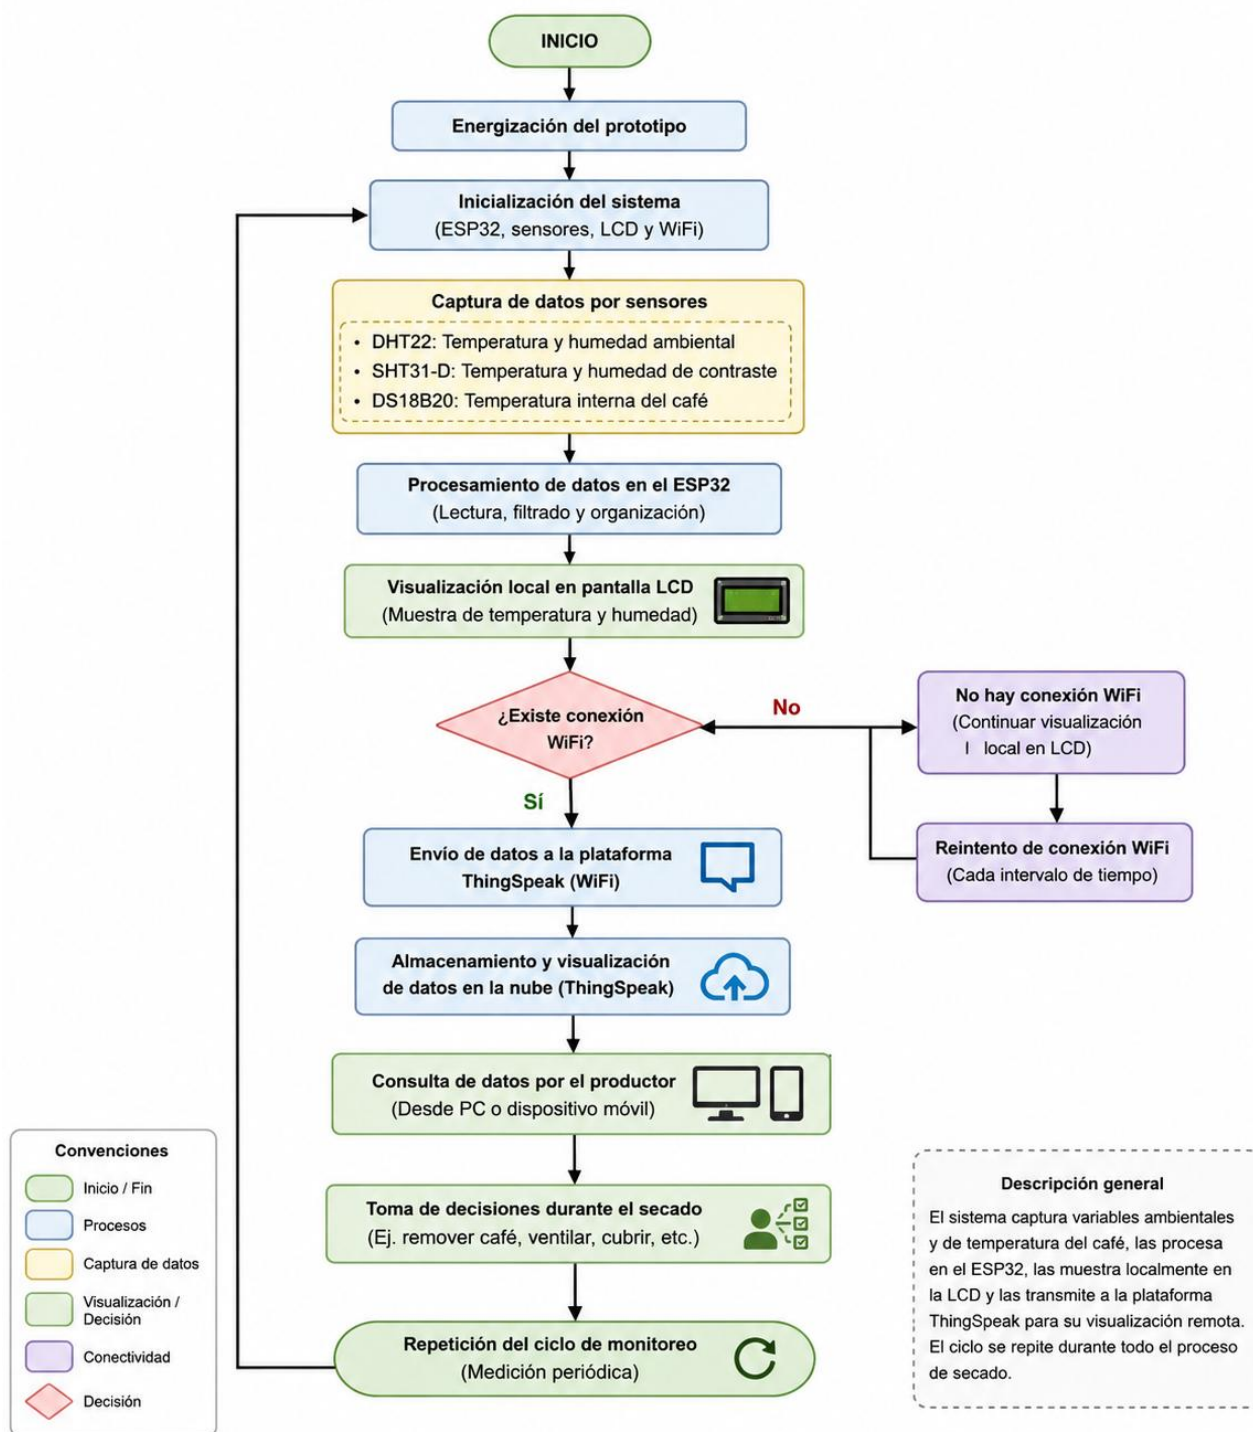 INICIO
Energización del prototipo
Inicialización del sistema
(ESP32, sensores, LCD y WiFi)
Captura de datos por sensores
• DHT22: Temperatura y humedad ambiental
• SHT31-D: Temperatura y humedad de contraste
• DS18B20: Temperatura interna del café
Procesamiento de datos en el ESP32
(Lectura, filtrado y organización)
Visualización local en pantalla LCD
(Muestra de temperatura y humedad)
¿Existe conexión
WiFi?
No
No hay conexión WiFi
(Continuar visualización
l local en LCD)
Reintento de conexión WiFi
(Cada intervalo de tiempo)
Sí
Envío de datos a la plataforma
ThingSpeak (WiFi)
Almacenamiento y visualización
de datos en la nube (ThingSpeak)
Consulta de datos por el productor
(Desde PC o dispositivo móvil)
Toma de decisiones durante el secado
(Ej. remover café, ventilar, cubrir, etc.)
Repetición del ciclo de monitoreo
(Medición periódica)
Convenciones
Inicio / Fin
Procesos
Captura de datos
Visualización /
Decisión
Conectividad
Decisión
Descripción general
El sistema captura variables ambientales
y de temperatura del café, las procesa
en el ESP32, las muestra localmente en
la LCD y las transmite a la plataforma
ThingSpeak para su visualización remota.
El ciclo se repite durante todo el proceso
de secado.